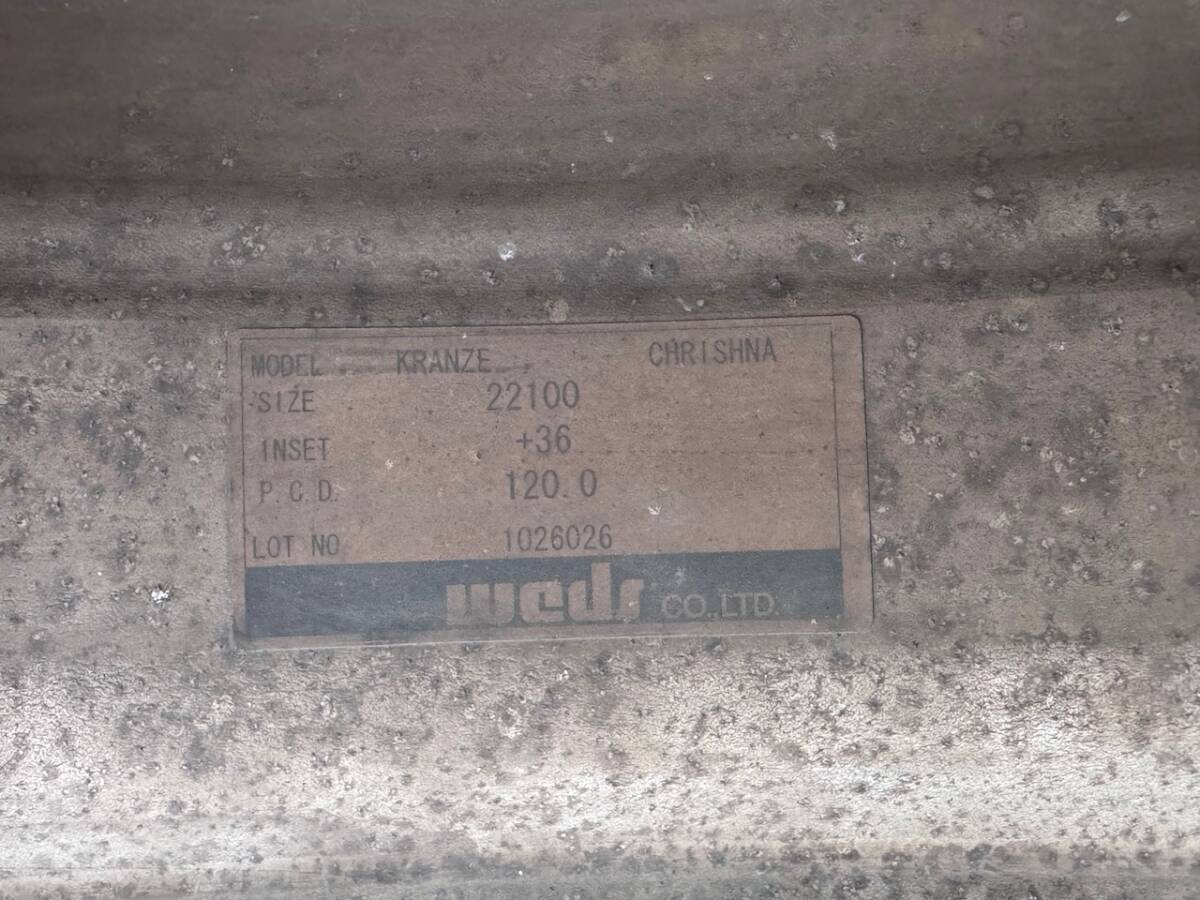 MODEL KRANZE CHRISHNA
SIZE 22100
INSET +36
P.C.D. 120.0
LOT NO 1026026
weds CO.,LTD.